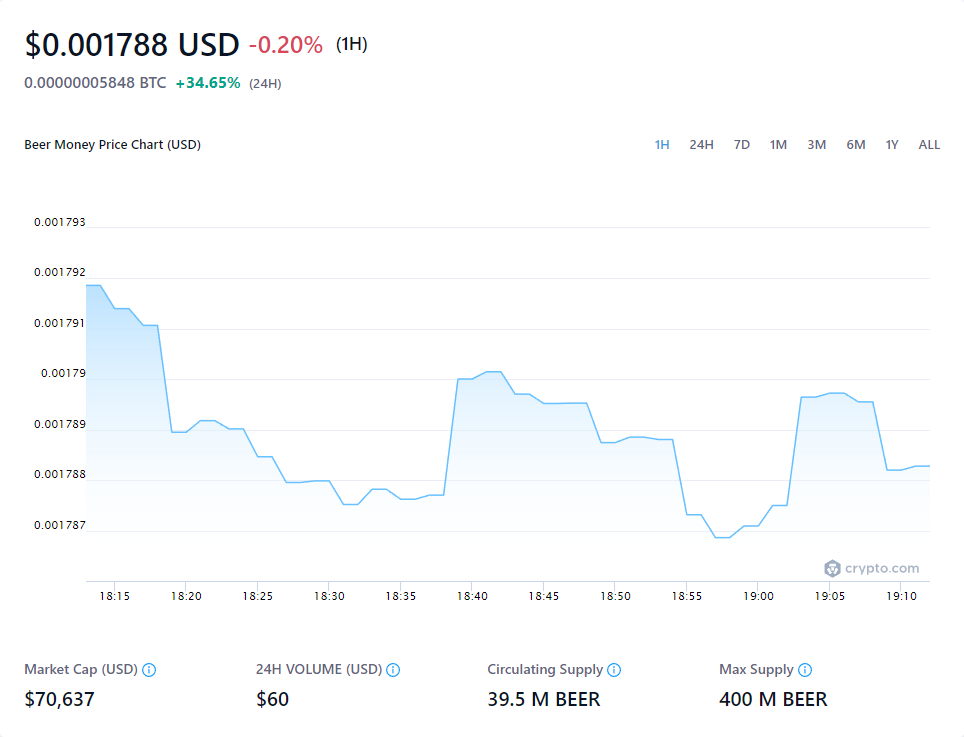 $0.001788 USD -0.20% (1H)
0.00000005848 BTC +34.65% (24H)
Beer Money Price Chart (USD)
1H 24H 7D 1M 3M 6M 1Y ALL
0.001793
0.001792
0.001791
0.00179
0.001789
0.001788
0.001787
crypto.com
18:15 18:20 18:25 18:30 18:35 18:40 18:45 18:50 18:55 19:00 19:05 19:10
Market Cap (USD) 24H VOLUME (USD) Circulating Supply Max Supply
$70,637 $60 39.5 M BEER 400 M BEER